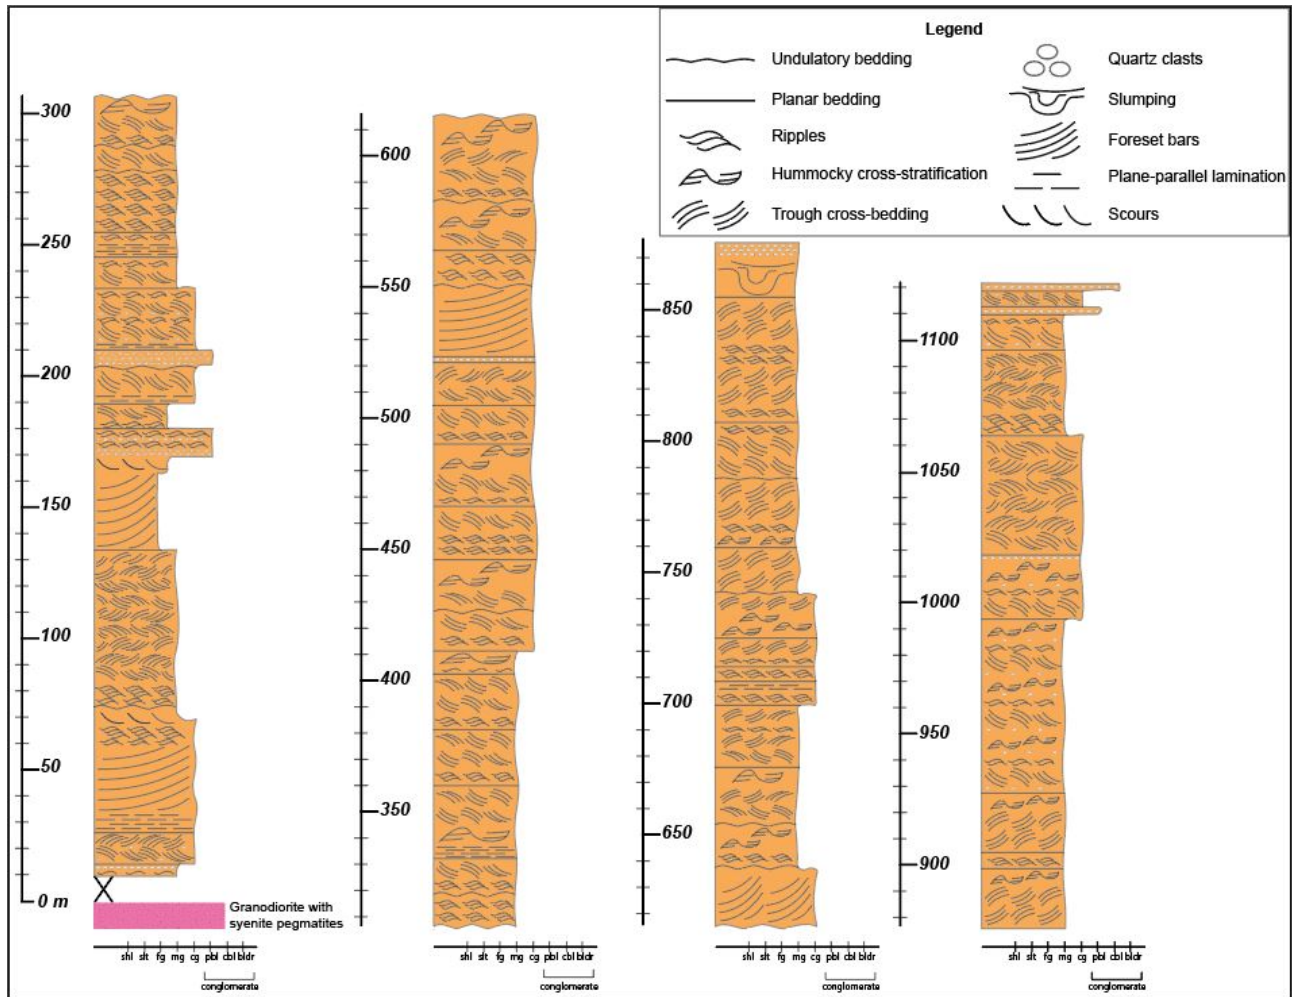 Legend
Undulatory bedding
Quartz clasts
Planar bedding
Slumping
Ripples
Foreset bars
Hummocky cross-stratification
Plane-parallel lamination
Trough cross-bedding
Scours
300
250
200
150
100
50
0 m
Granodiorite with
syenite pegmatites
shl slt fg mg cg pbl cbl bldr
conglomerate
600
550
500
450
400
350
shl slt fg mg cg pbl cbl bldr
conglomerate
850
800
750
700
650
shl slt fg mg cg pbl cbl bldr
conglomerate
1100
1050
1000
950
900
shl slt fg mg cg pbl cbl bldr
conglomerate